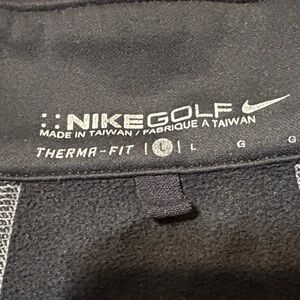 NIKEGOLF
MADE IN TAIWAN / FABRIQUE A TAIWAN
THERMA-FIT | L | L G G